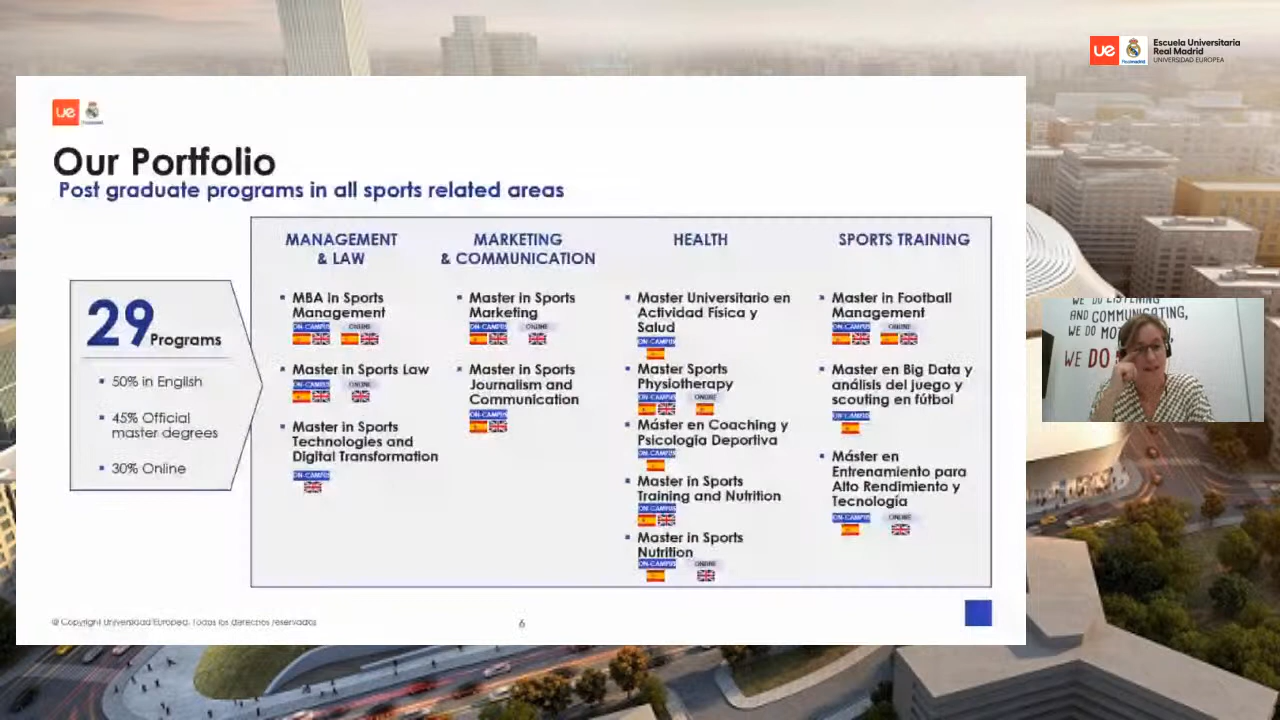 ue
Realmadrid
Escuela Universitaria
Real Madrid
UNIVERSIDAD EUROPEA
ue
Our Portfolio
Post graduate programs in all sports related areas
29 Programs
50% in English
45% Official
master degrees
30% Online
MANAGEMENT
& LAW
MBA in Sports
Management
ON-CAMPUS ONLINE
Master in Sports Law
ON-CAMPUS ONLINE
Master in Sports
Technologies and
Digital Transformation
ON-CAMPUS
MARKETING
& COMMUNICATION
Master in Sports
Marketing
ON-CAMPUS ONLINE
Master in Sports
Journalism and
Communication
ON-CAMPUS
HEALTH
Master Universitario en
Actividad Física y
Salud
ON-CAMPUS
Master Sports
Physiotherapy
ON-CAMPUS ONLINE
Máster en Coaching y
Psicología Deportiva
ON-CAMPUS
Master in Sports
Training and Nutrition
ON-CAMPUS
Master in Sports
Nutrition
ON-CAMPUS ONLINE
SPORTS TRAINING
Master in Football
Management
ON-CAMPUS ONLINE
Máster en Big Data y
análisis del juego y
scouting en fútbol
ON-CAMPUS
Máster en
Entrenamiento para
Alto Rendimiento y
Tecnología
ON-CAMPUS ONLINE
WE DO LISTENING
AND COMMUNICATING,
WE DO
WE DO
© Copyright Universidad Europea. Todos los derechos reservados
6